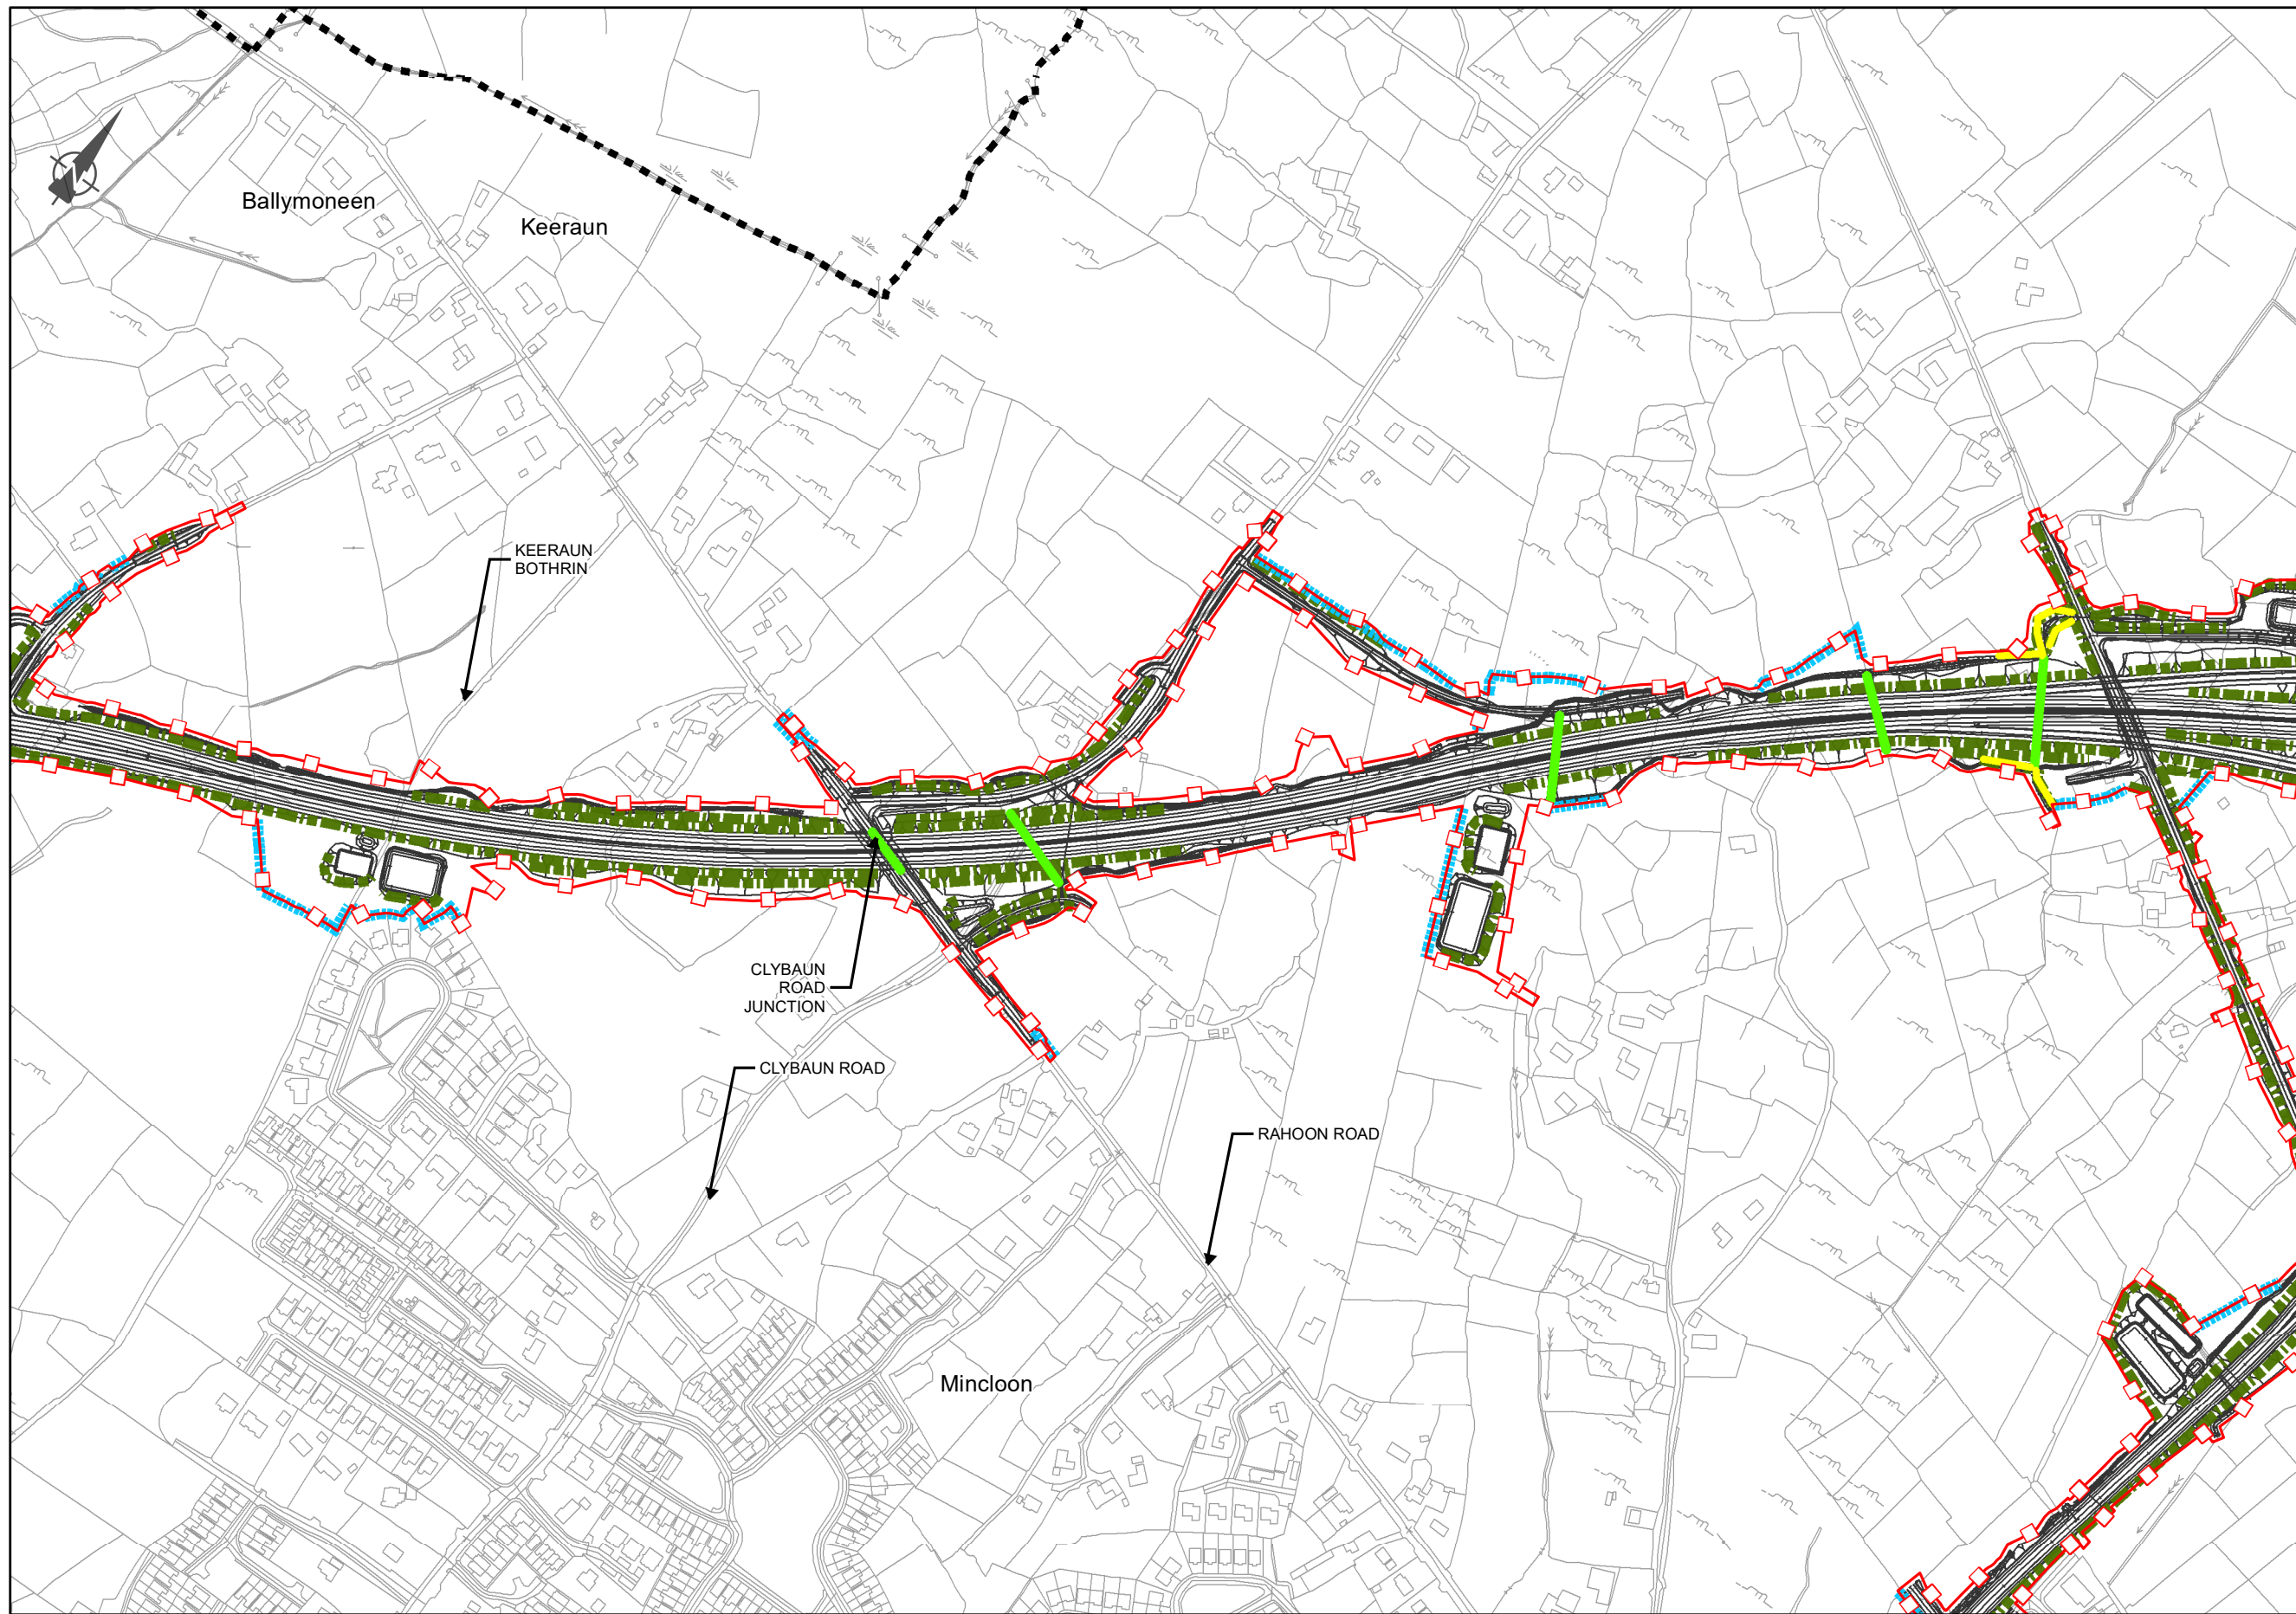 Ballymoneen
Keeraun
KEERAUN
BOTHRIN
CLYBAUN
ROAD
JUNCTION
CLYBAUN ROAD
RAHOON ROAD
Mincloon